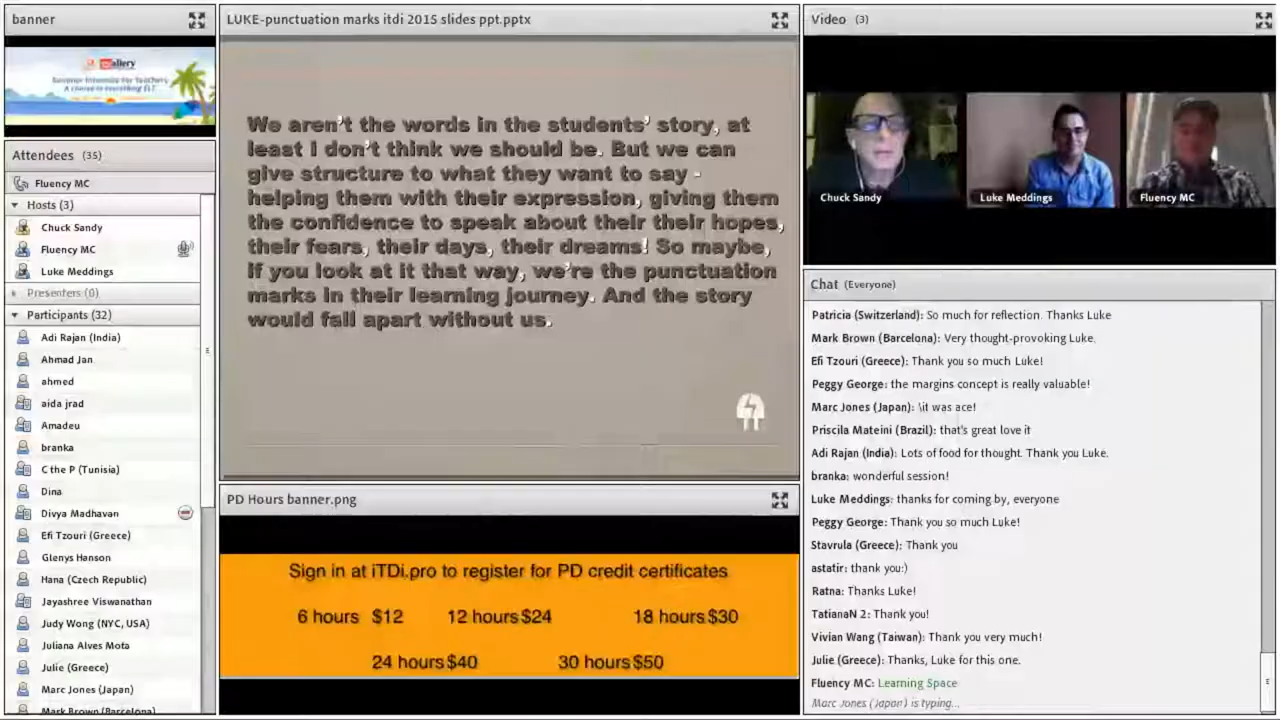 banner
allery
Summer Intensive for Teachers
A course in everything ELT
Attendees (35)
Fluency MC
Hosts (3)
Chuck Sandy
Fluency MC
Luke Meddings
Presenters (0)
Participants (32)
Adi Rajan (India)
Ahmad Jan
ahmed
aida jrad
Amadeu
branka
C the P (Tunisia)
Dina
Divya Madhavan
Efi Tzouri (Greece)
Glenys Hanson
Hana (Czech Republic)
Jayashree Viswanathan
Judy Wong (NYC, USA)
Juliana Alves Mota
Julie (Greece)
Marc Jones (Japan)
Mark Brown (Barcelona)
LUKE-punctuation marks itdi 2015 slides ppt.pptx
We aren't the words in the students' story, at
least I don't think we should be. But we can
give structure to what they want to say -
helping them with their expression, giving them
the confidence to speak about their their hopes,
their fears, their days, their dreams! So maybe,
if you look at it that way, we're the punctuation
marks in their learning journey. And the story
would fall apart without us.
PD Hours banner.png
Sign in at iTDi.pro to register for PD credit certificates
6 hours $12 12 hours $24 18 hours $30
24 hours $40 30 hours $50
Video (3)
Chuck Sandy
Luke Meddings
Fluency MC
Chat (Everyone)
Patricia (Switzerland): So much for reflection. Thanks Luke
Mark Brown (Barcelona): Very thought-provoking Luke.
Efi Tzouri (Greece): Thank you so much Luke!
Peggy George: the margins concept is really valuable!
Marc Jones (Japan): \it was ace!
Priscila Mateini (Brazil): that's great love it
Adi Rajan (India): Lots of food for thought. Thank you Luke.
branka: wonderful session!
Luke Meddings: thanks for coming by, everyone
Peggy George: Thank you so much Luke!
Stavrula (Greece): Thank you
astatir: thank you:)
Ratna: Thanks Luke!
TatianaN 2: Thank you!
Vivian Wang (Taiwan): Thank you very much!
Julie (Greece): Thanks, Luke for this one.
Fluency MC: Learning Space
Marc Jones (Japan) is typing...